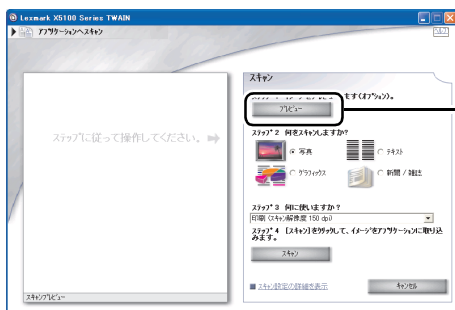 Lexmark X5100 Series TWAIN
アプリケーションへスキャン
ヘルプ
ステップに従って操作してください。
スキャンプレビュー
スキャン
ます(オプション)。
プレビュー
ステップ 2 何をスキャンしますか?
写真
テキスト
グラフィックス
新聞 / 雑誌
ステップ 3 何に使いますか?
印刷 (スキャン解像度 150 dpi)
ステップ 4 [スキャン] をクリックして、イメージをアプリケーションに取り込
みます。
スキャン
スキャン設定の詳細を表示
キャンセル